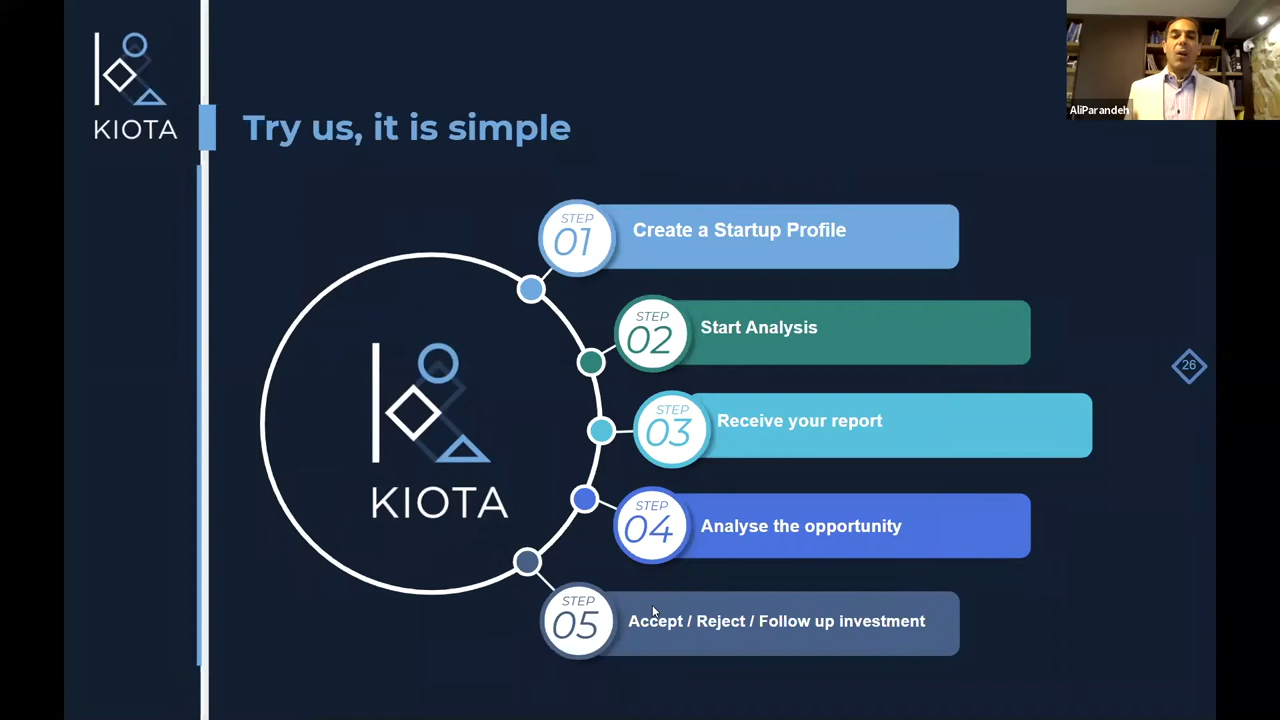 KIOTA
AliParandeh
Try us, it is simple
STEP
01
Create a Startup Profile
STEP
02
Start Analysis
STEP
03
Receive your report
STEP
04
Analyse the opportunity
STEP
05
Accept / Reject / Follow up investment
KIOTA
26